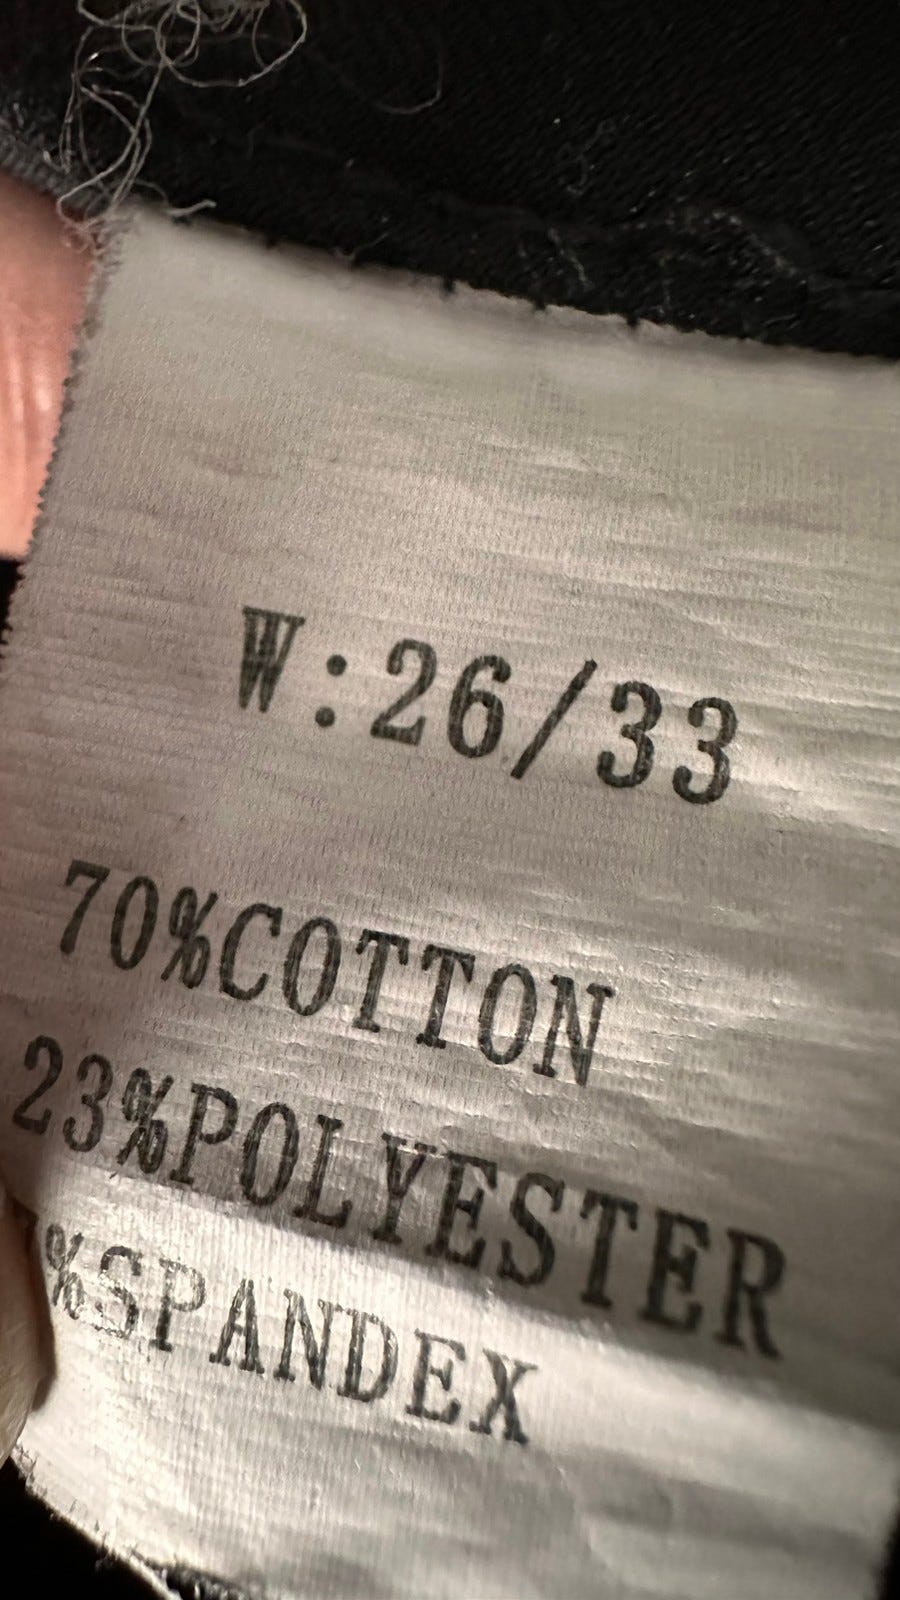 W:26/33
70%COTTON
23%POLYESTER
%SPANDEX